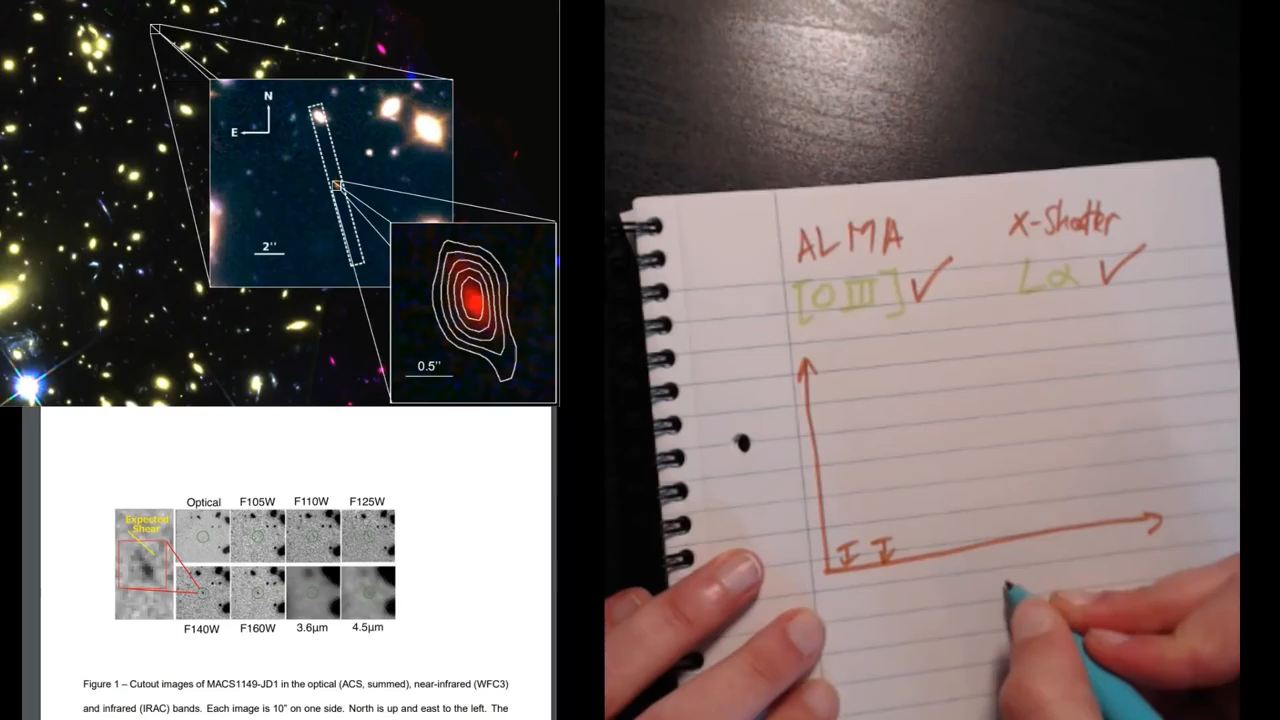 N
E
2"
0.5"
Optical F105W F110W F125W
Expected
Shear
F140W F160W 3.6μm 4.5μm
Figure 1 – Cutout images of MACS1149-JD1 in the optical (ACS, summed), near-infrared (WFC3)
and infrared (IRAC) bands. Each image is 10" on one side. North is up and east to the left. The
ALMA X-Shooter
[O III] ✓ Lα ✓